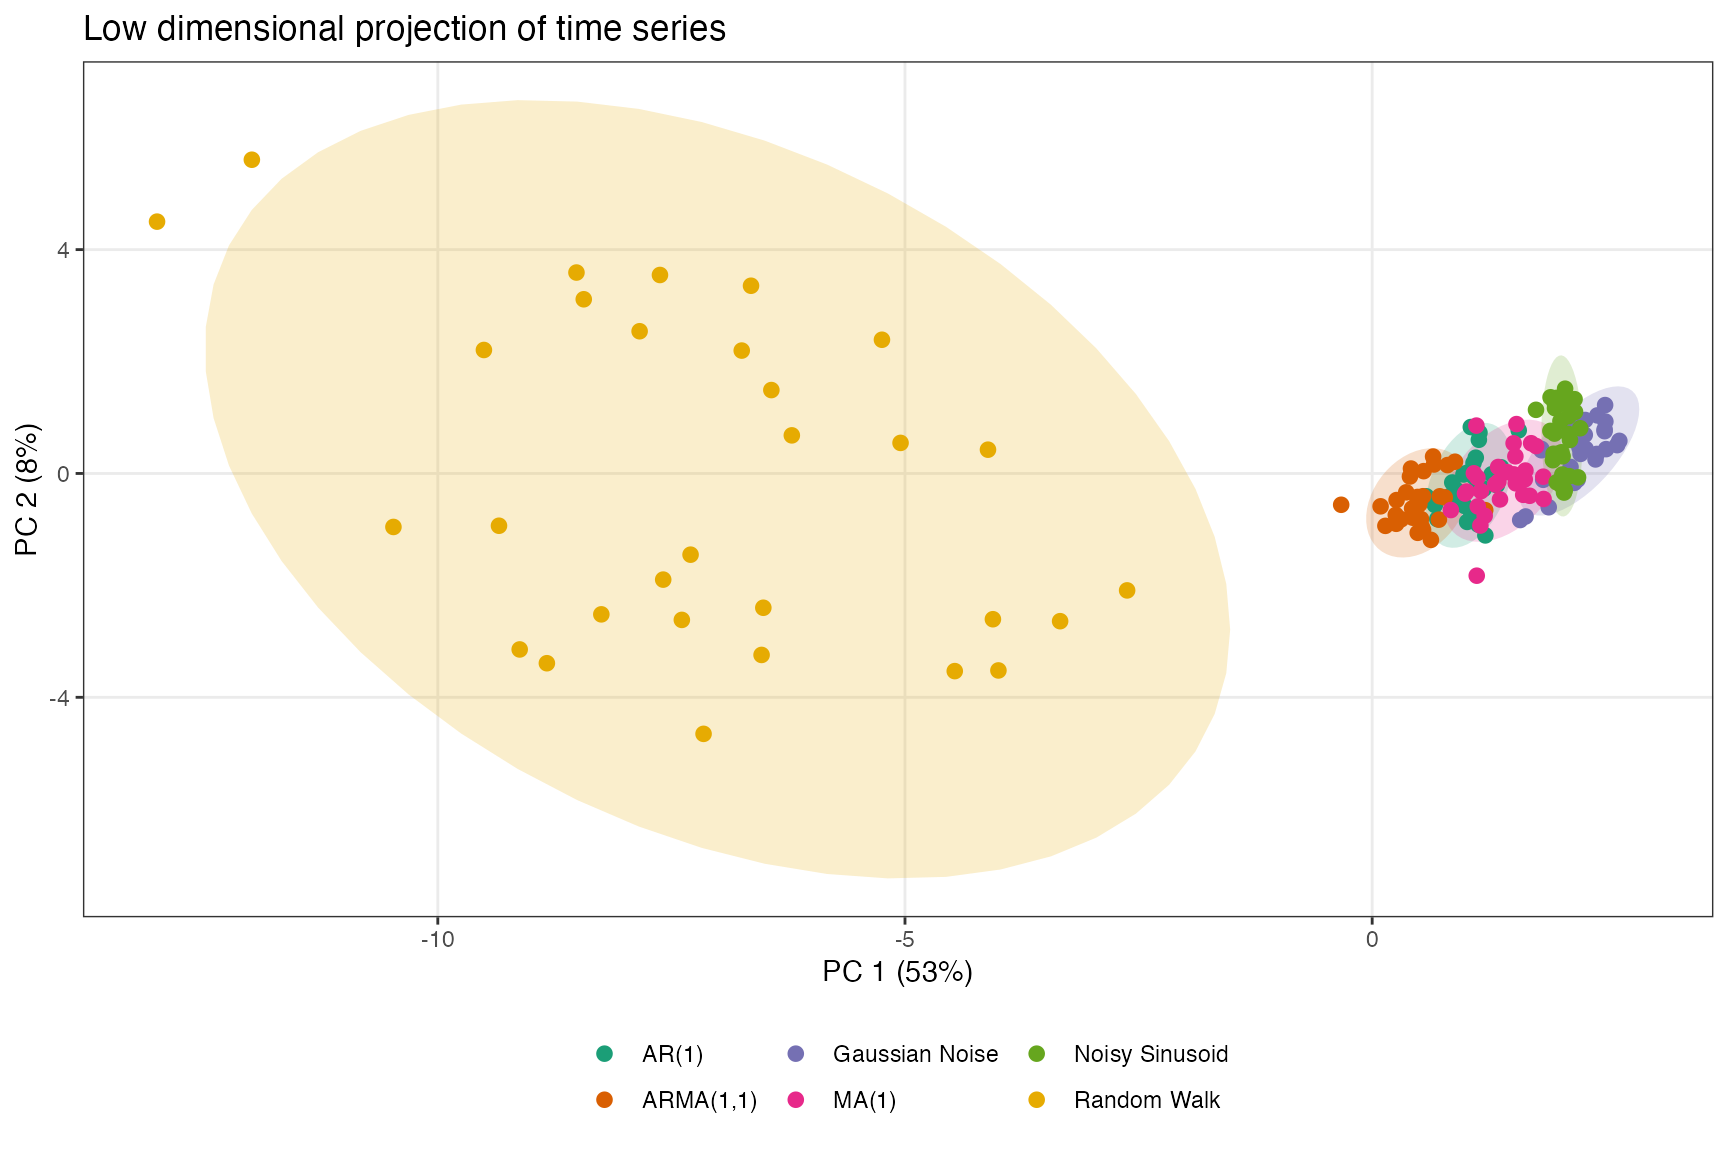 Low dimensional projection of time series
PC 2 (8%)
4
0
-4
-10
-5
0
PC 1 (53%)
AR(1)
Gaussian Noise
Noisy Sinusoid
ARMA(1,1)
MA(1)
Random Walk